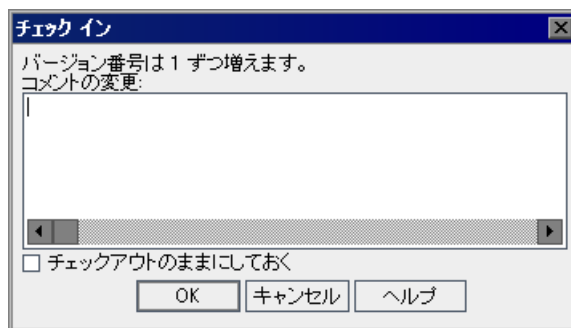 チェック イン
バージョン番号は 1 ずつ増えます。
コメントの変更:
チェックアウトのままにしておく
OK キャンセル ヘルプ